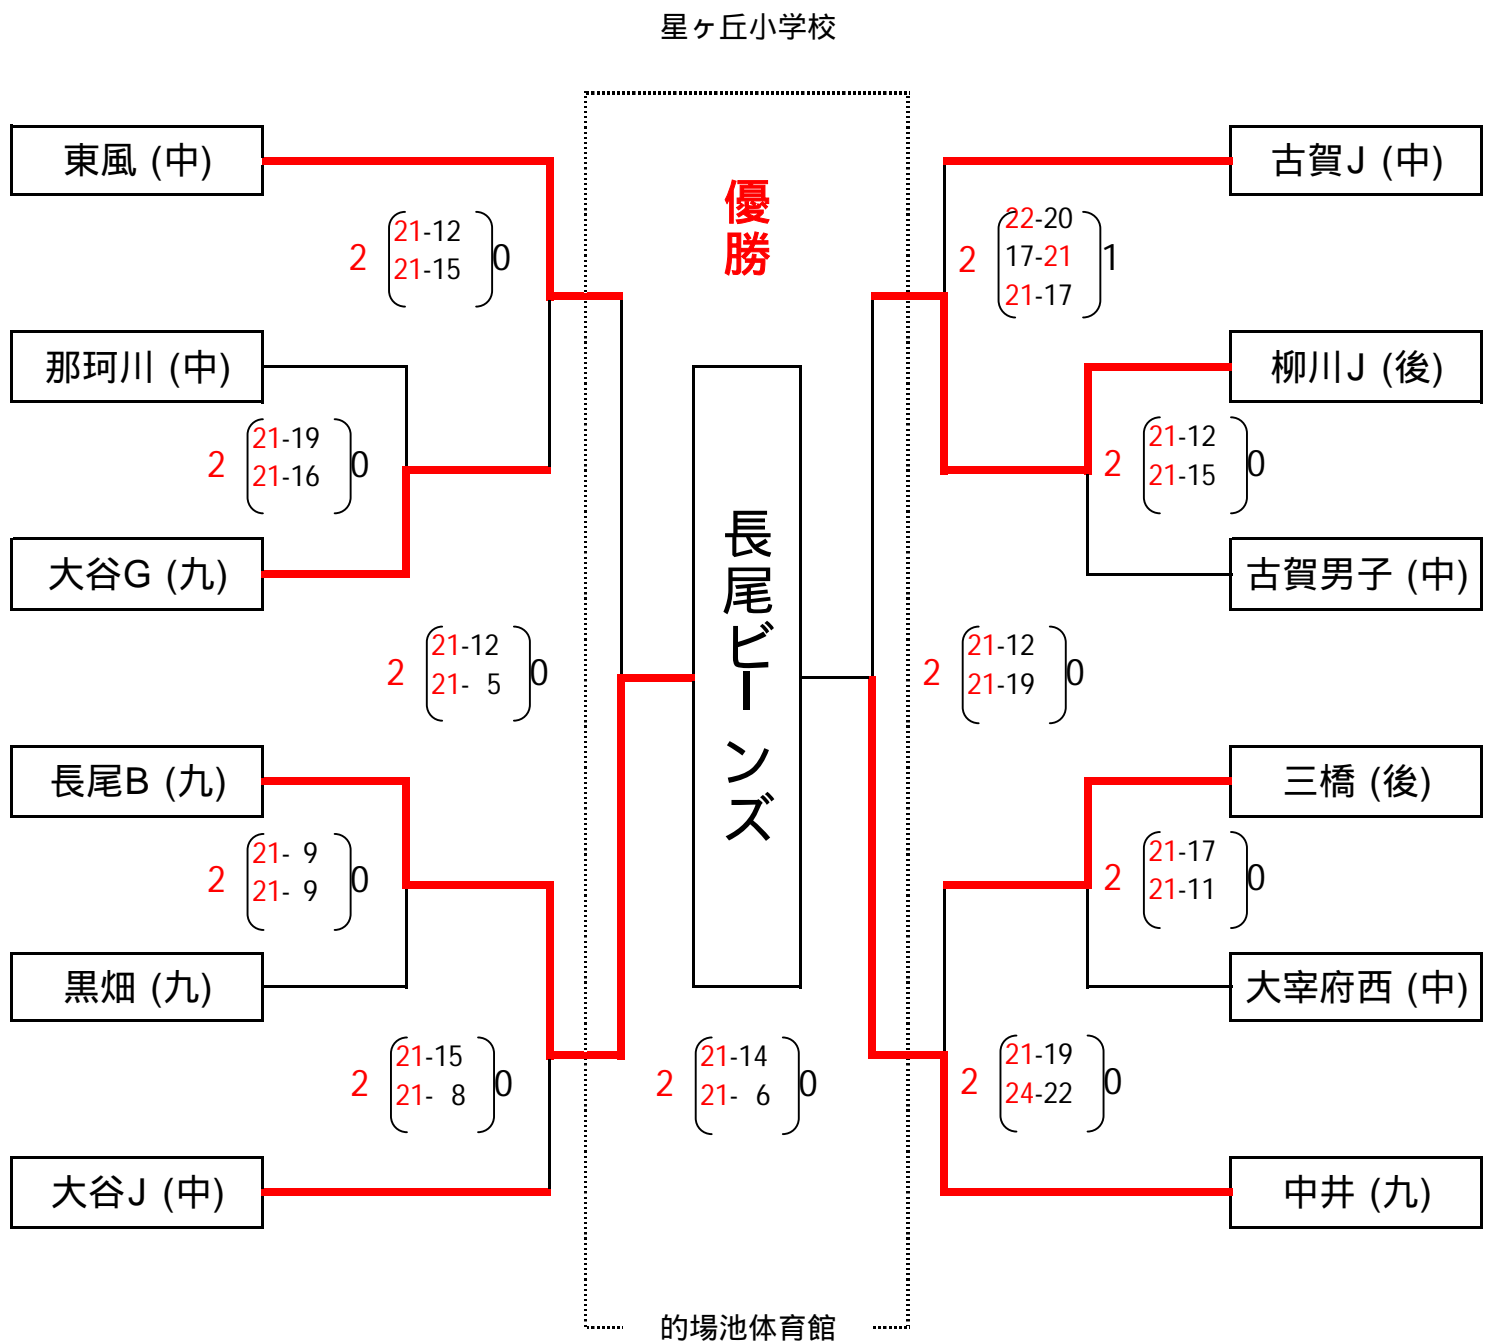 星ヶ丘小学校
東風 (中)
古賀J (中)
優勝
2 21-12 0
21-15
2 22-20 1
17-21
21-17
那珂川 (中)
柳川J (後)
2 21-19 0
21-16
2 21-12 0
21-15
大谷G (九)
古賀男子 (中)
長尾ビーンズ
2 21-12 0
21- 5
2 21-12 0
21-19
長尾B (九)
三橋 (後)
2 21- 9 0
21- 9
2 21-17 0
21-11
黒畑 (九)
大宰府西 (中)
2 21-15 0
21- 8
2 21-14 0
21- 6
2 21-19 0
24-22
大谷J (中)
中井 (九)
的場池体育館